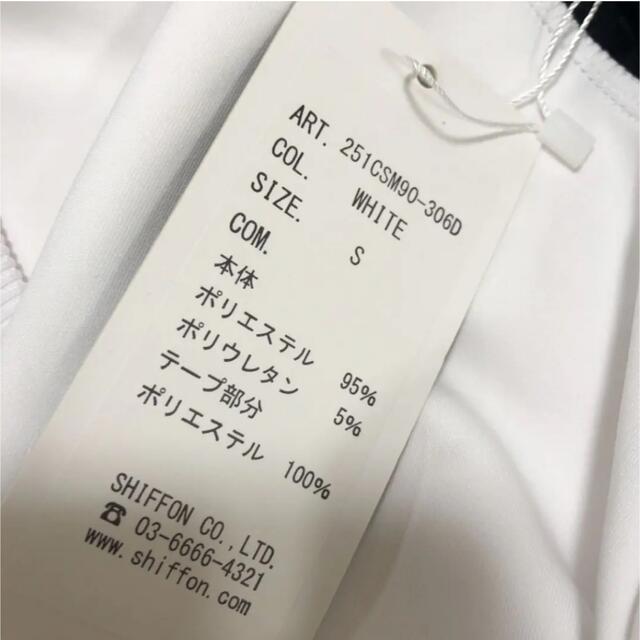 ART. 251CSM90-306D
COL. WHITE
SIZE. S
COM.
本体
ポリエステル 95%
ポリウレタン 5%
テープ部分
ポリエステル 100%
SHIFFON CO.,LTD.
☎ 03-6666-4321
www.shiffon.com